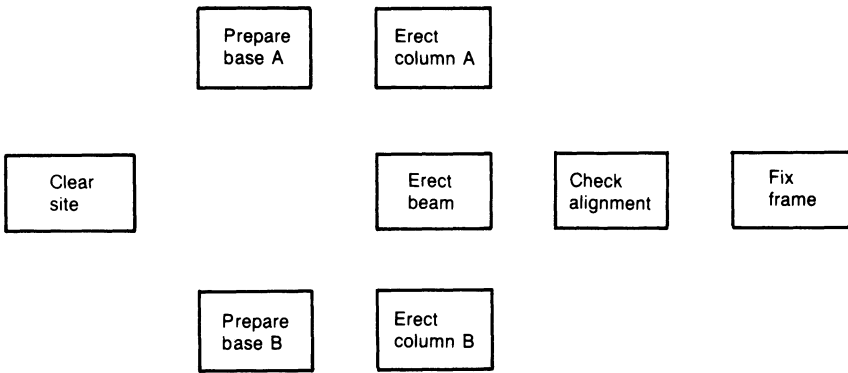 Prepare
base A
Erect
column A
Clear
site
Erect
beam
Check
alignment
Fix
frame
Prepare
base B
Erect
column B